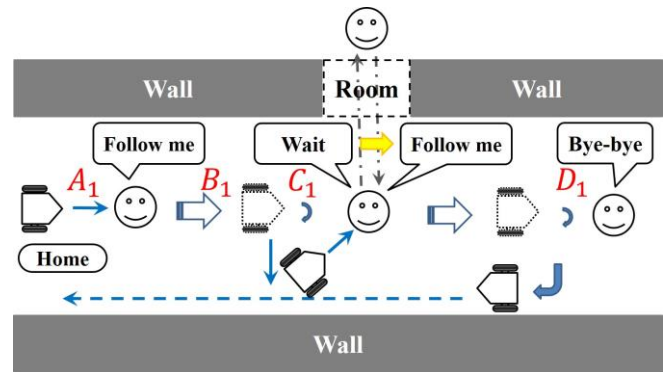 Wall
Room
Wall
Follow me
Wait
Follow me
Bye-bye
A1
B1
C1
D1
Home
Wall